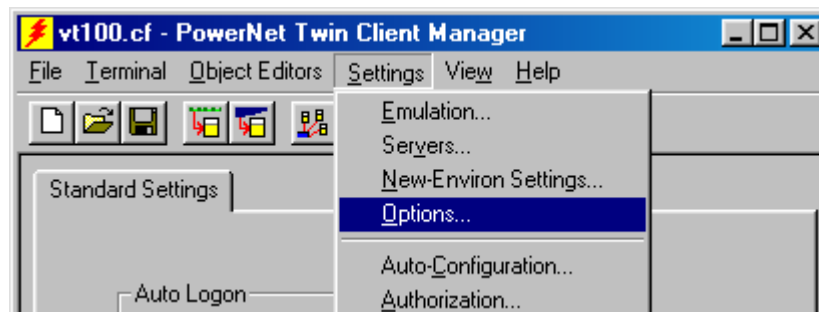 vt100.cf - PowerNet Twin Client Manager
File Terminal Object Editors Settings View Help
Emulation...
Servers...
New-Environ Settings...
Standard Settings
Options...
Auto-Configuration...
Auto Logon
Authorization...